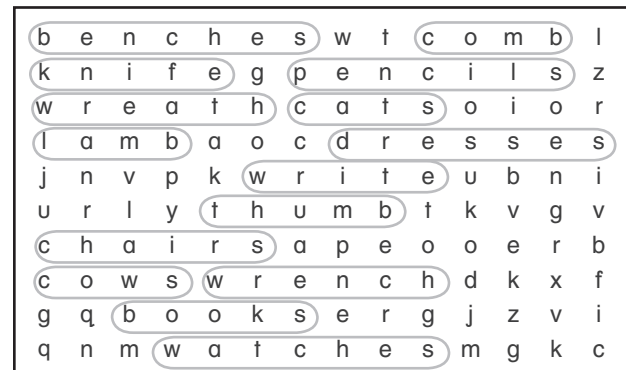 b e n c h e s w t c o m b l
k n i f e g p e n c i l s z
w r e a t h c a t s o i o r
l a m b a o c d r e s s e s
j n v p k w r i t e u b n i
u r l y t h u m b t k v g v
c h a i r s a p e o o e r b
c o w s w r e n c h d k x f
g q b o o k s e r g j z v i
q n m w a t c h e s m g k c